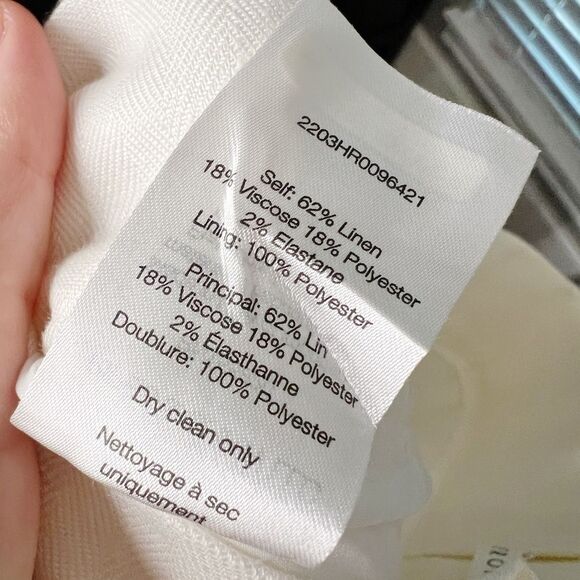 2203HR0096421
Self: 62% Linen
18% Viscose 18% Polyester
2% Elastane
Lining: 100% Polyester
Principal: 62% Lin
18% Viscose 18% Polyester
2% Élasthanne
Doublure: 100% Polyester
Dry clean only
Nettoyage à sec
uniquement